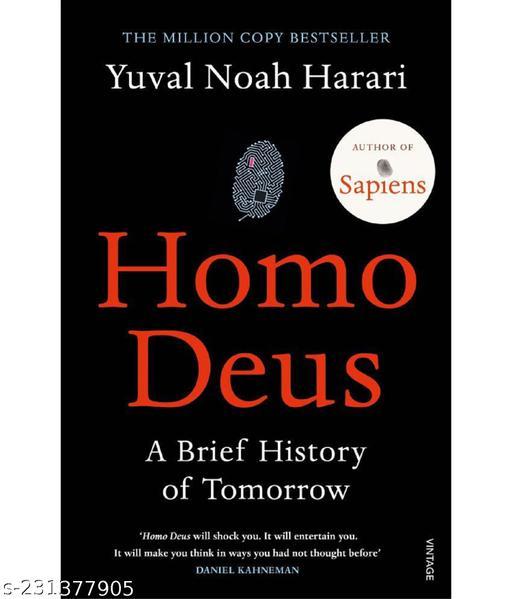 THE MILLION COPY BESTSELLER
Yuval Noah Harari
AUTHOR OF
Sapiens
Homo
Deus
A Brief History
of Tomorrow
‘Homo Deus will shock you. It will entertain you.
It will make you think in ways you had not thought before’
DANIEL KAHNEMAN
VINTAGE
s-231377905